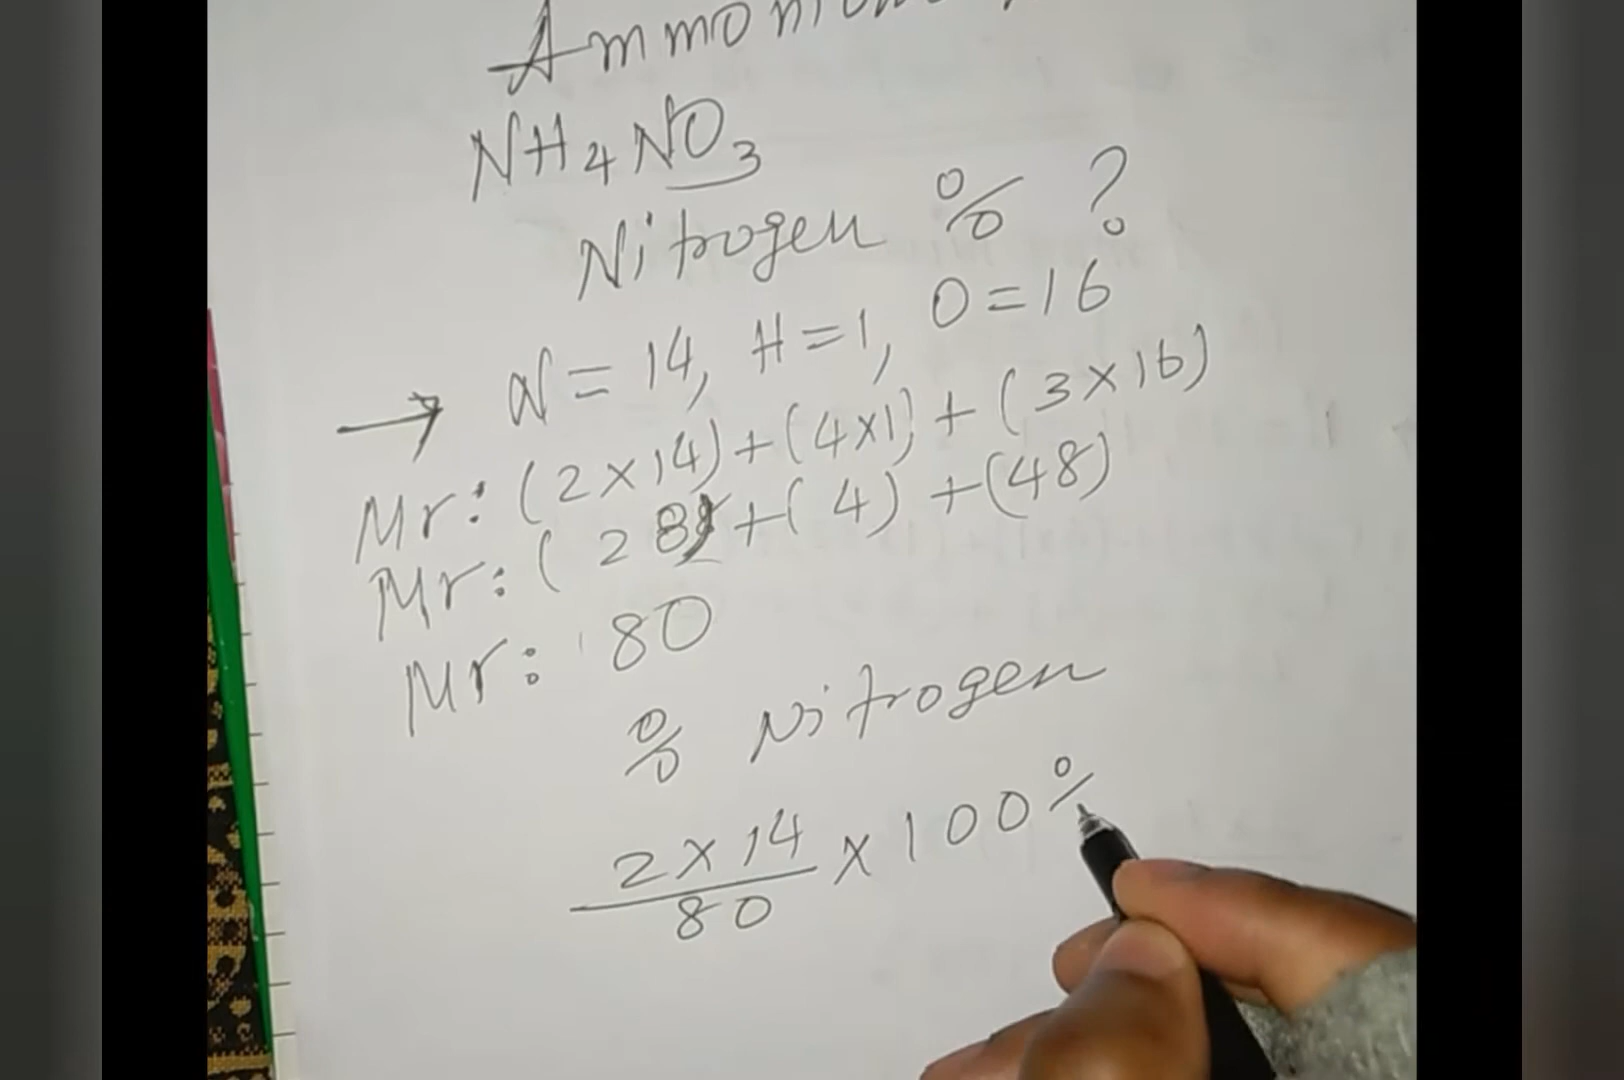 NH4NO3
Nitrogen % ?
→ N = 14, H = 1, O = 16
Mr: (2 × 14) + (4×1) + (3 × 16)
Mr: ( 28) + ( 4) + (48)
Mr: 80
% Nitrogen
2 × 14
80
× 100 %